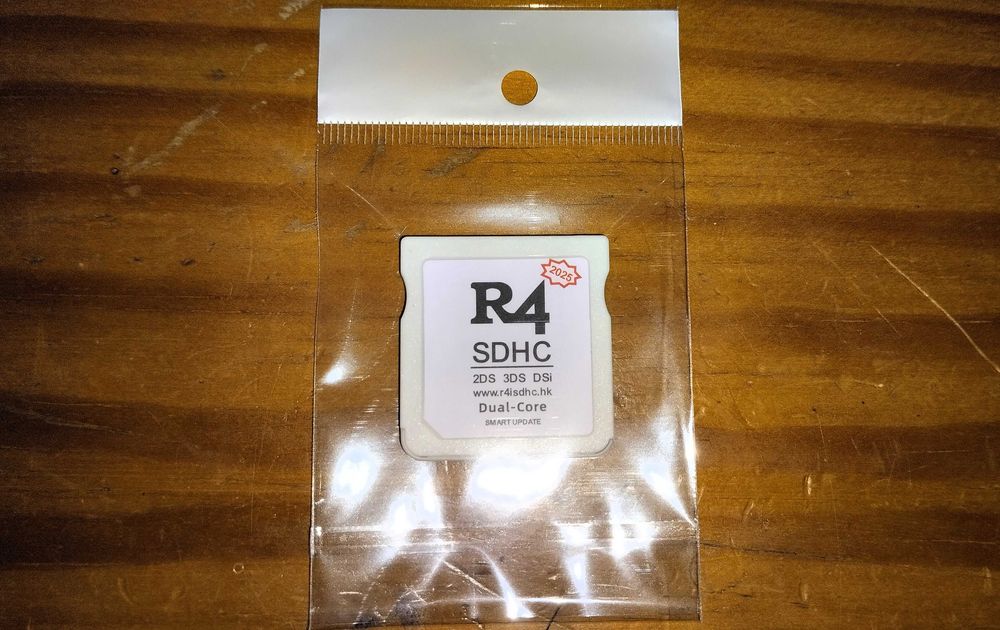 2025
R4
SDHC
2DS 3DS DSi
www.r4isdhc.hk
Dual-Core
SMART UPDATE